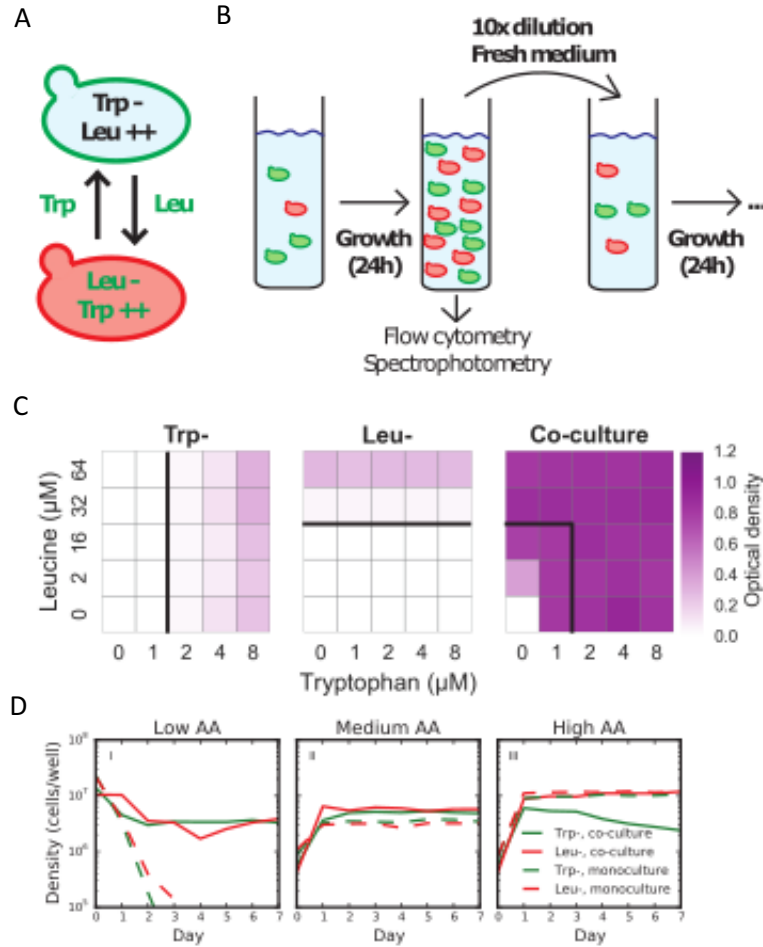 A
Trp -
Leu ++
Trp
Leu
Leu -
Trp ++
B
10x dilution
Fresh medium
Growth
(24h)
Growth
(24h)
...
Flow cytometry
Spectrophotometry
C
Trp-
Leu-
Co-culture
Leucine (µM)
64
32
16
2
0
0 1 2 4 8
0 1 2 4 8
0 1 2 4 8
Tryptophan (µM)
1.2
1.0
0.8
0.6
0.4
0.2
0.0
Optical density
D
Low AA
Medium AA
High AA
I
II
III
Density (cells/well)
10⁸
10⁷
10⁶
10⁵
0 1 2 3 4 5 6 7
0 1 2 3 4 5 6 7
0 1 2 3 4 5 6 7
Day
Day
Day
Trp-, co-culture
Leu-, co-culture
Trp-, monoculture
Leu-, monoculture